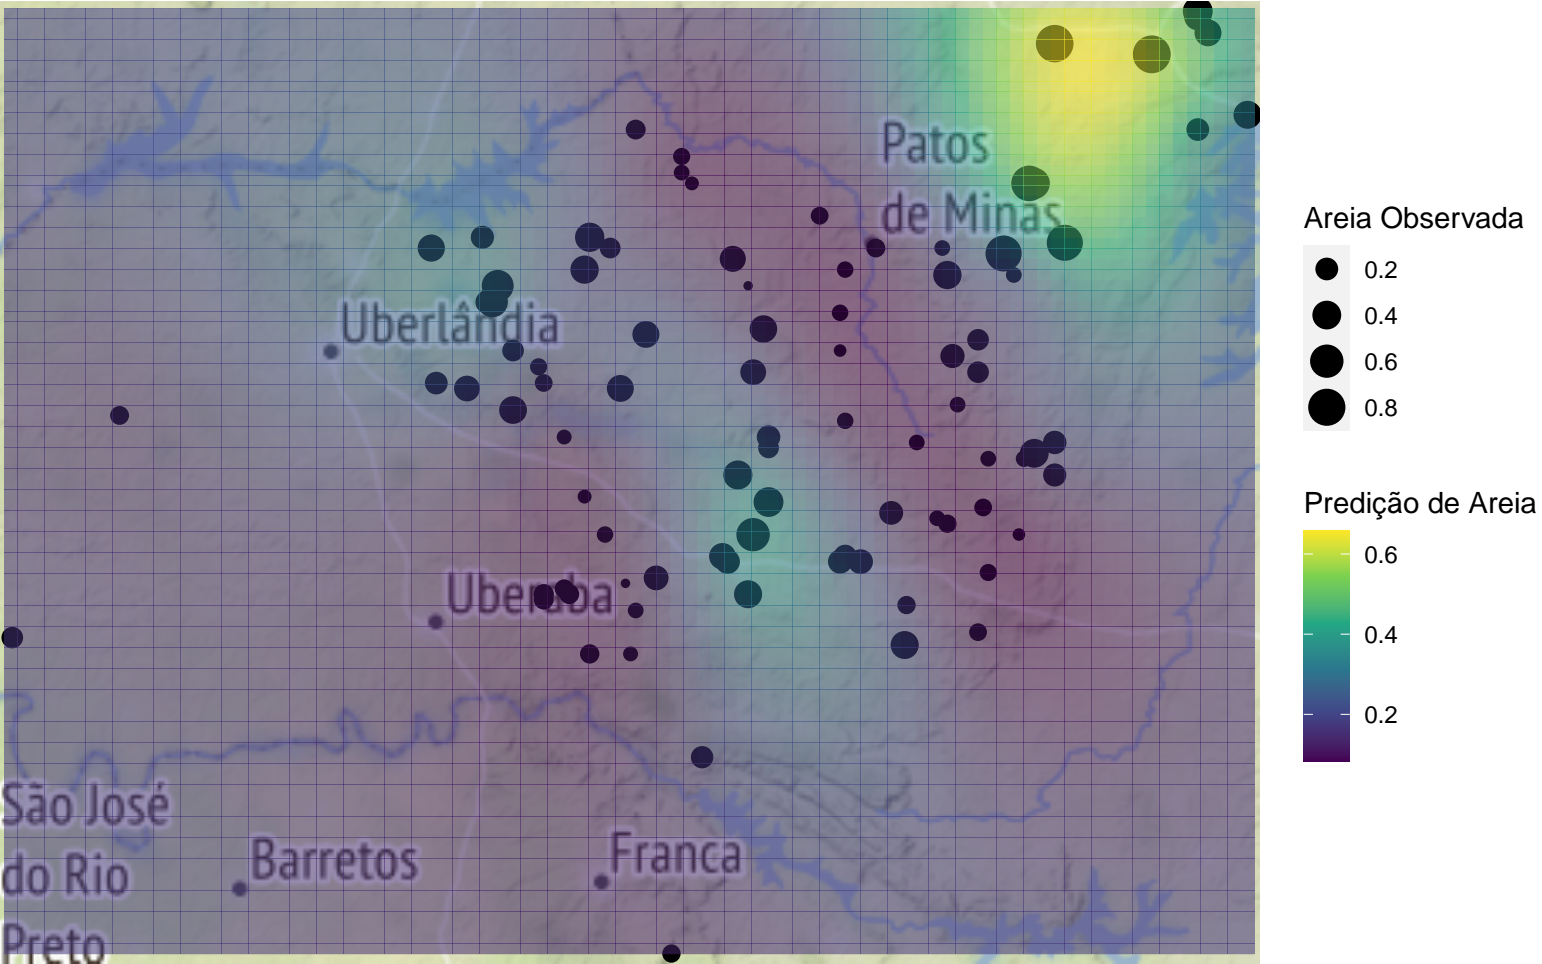 Patos
de Minas
Uberlândia
Uberaba
São José
do Rio
Preto
Barretos
Franca
Areia Observada
0.2
0.4
0.6
0.8
Predição de Areia
0.6
0.4
0.2